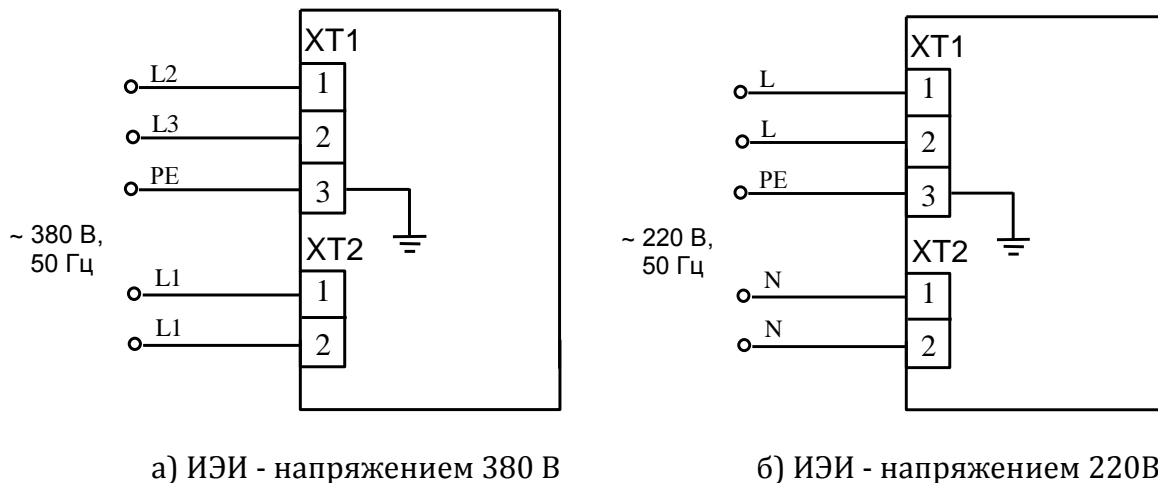 XT1
L2
1
L3
2
PE
3
~ 380 В,
50 Гц
XT2
L1
1
L1
2
а) ИЭИ - напряжением 380 В
XT1
L
1
L
2
PE
3
~ 220 В,
50 Гц
XT2
N
1
N
2
б) ИЭИ - напряжением 220В